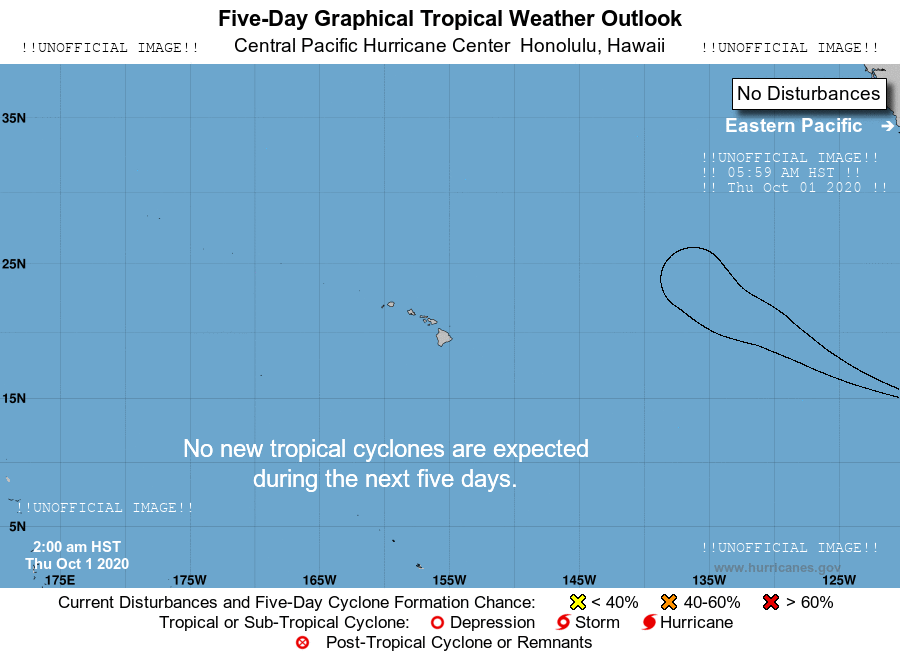 Five-Day Graphical Tropical Weather Outlook
!!UNOFFICIAL IMAGE!! Central Pacific Hurricane Center Honolulu, Hawaii !!UNOFFICIAL IMAGE!!
No Disturbances
35N
Eastern Pacific →
!!UNOFFICIAL IMAGE!!
!! 05:59 AM HST !!
!! Thu Oct 01 2020 !!
25N
15N
No new tropical cyclones are expected
during the next five days.
!!UNOFFICIAL IMAGE!!
5N
2:00 am HST
Thu Oct 1 2020
!!UNOFFICIAL IMAGE!!
www.hurricanes.gov
175E 175W 165W 155W 145W 135W 125W
Current Disturbances and Five-Day Cyclone Formation Chance: < 40% 40-60% > 60%
Tropical or Sub-Tropical Cyclone: Depression Storm Hurricane
Post-Tropical Cyclone or Remnants